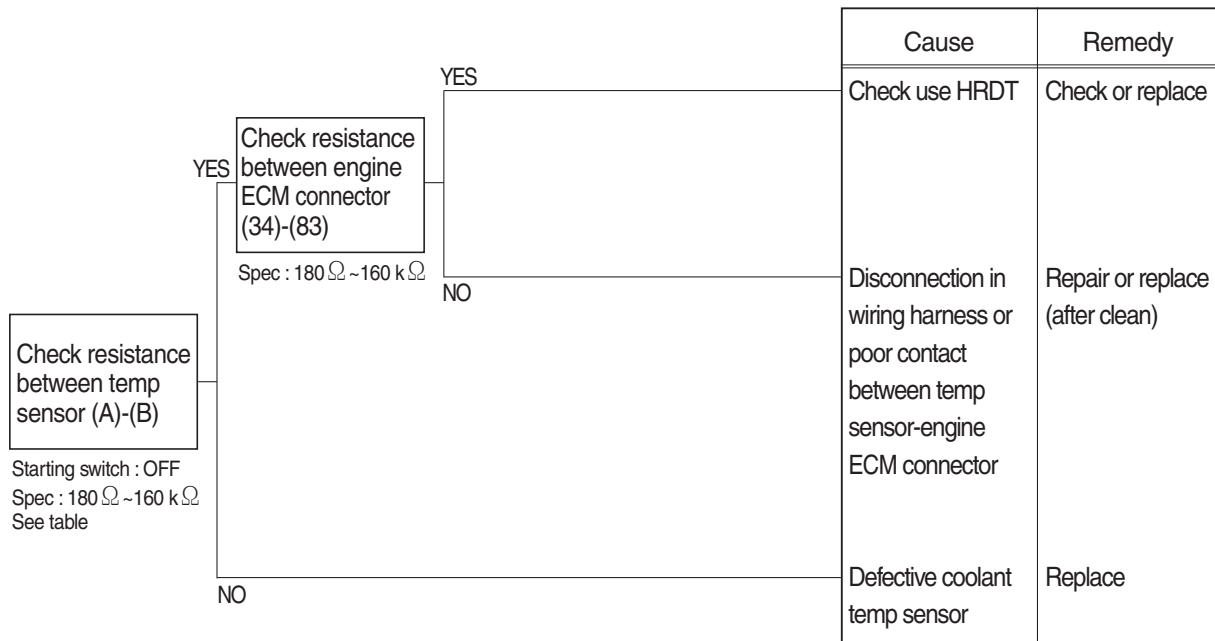 Cause
Remedy
YES
Check use HRDT
Check or replace
Check resistance
between engine
ECM connector
(34)-(83)
YES
Spec : 180 Ω ~160 k Ω
NO
Disconnection in
wiring harness or
poor contact
between temp
sensor-engine
ECM connector
Repair or replace
(after clean)
Check resistance
between temp
sensor (A)-(B)
Starting switch : OFF
Spec : 180 Ω ~160 k Ω
See table
NO
Defective coolant
temp sensor
Replace